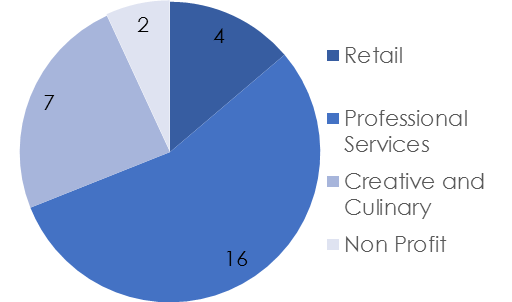 2
4
7
16
Retail
Professional
Services
Creative and
Culinary
Non Profit